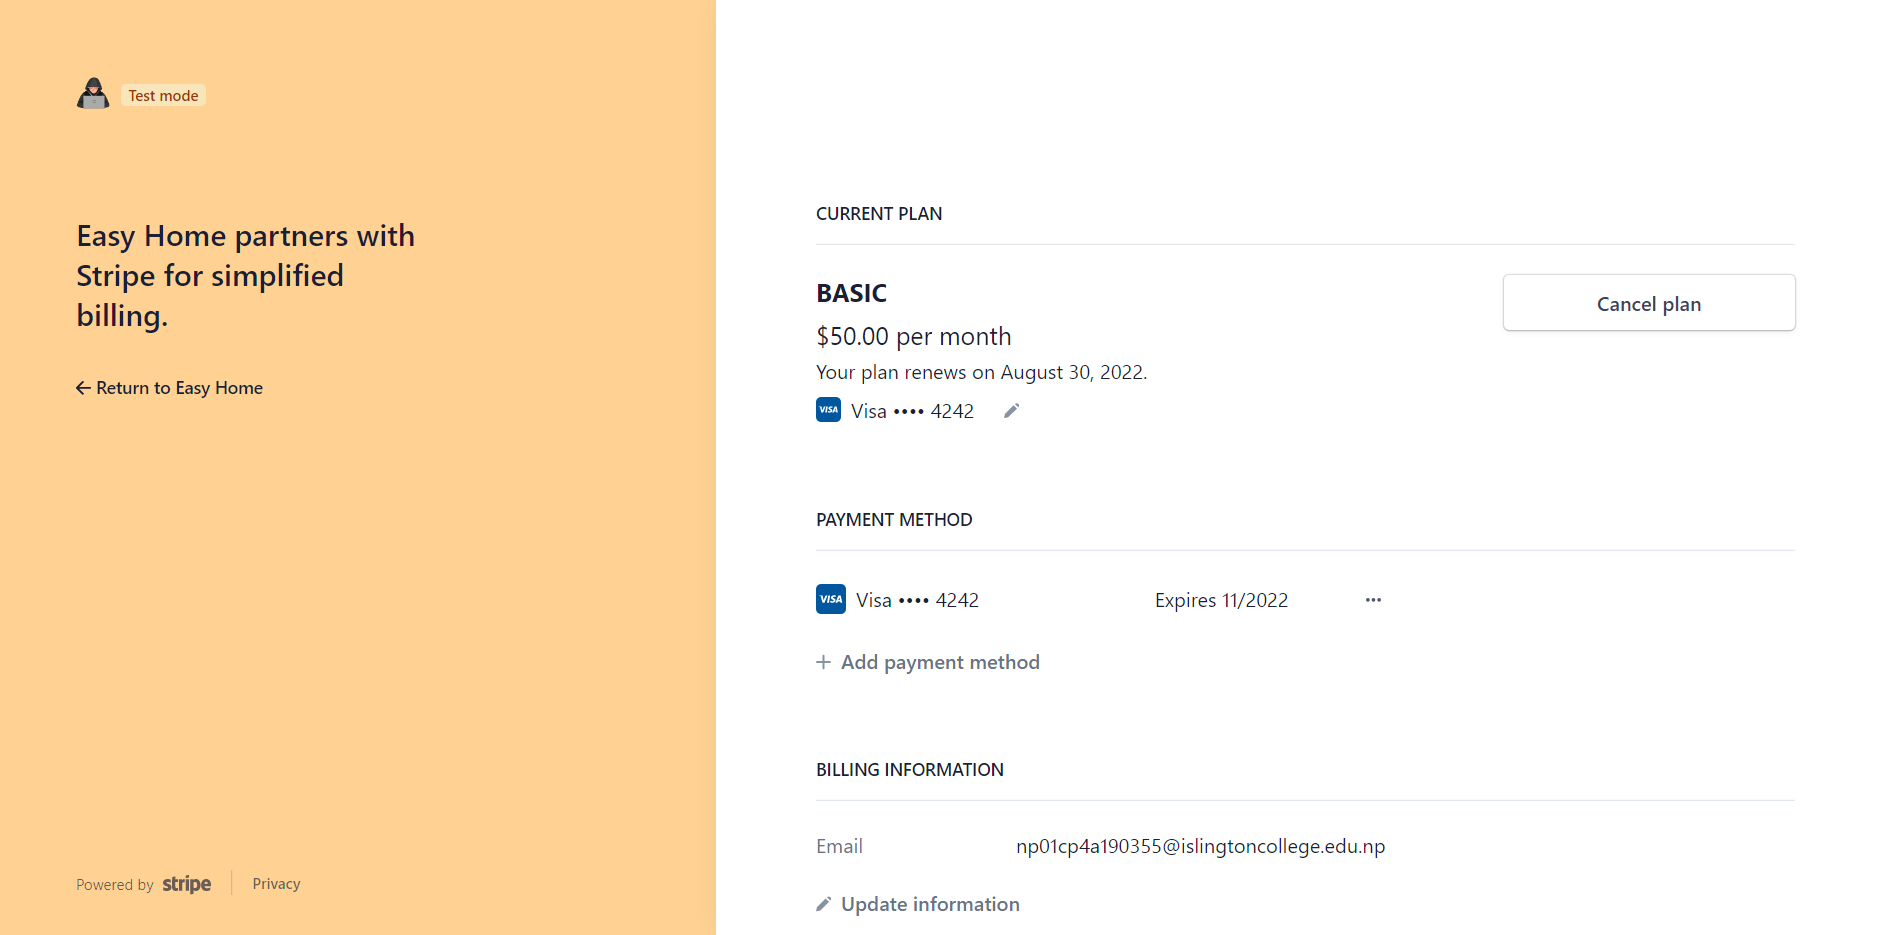 Test mode
Easy Home partners with
Stripe for simplified
billing.
Return to Easy Home
Powered by stripe
Privacy
CURRENT PLAN
BASIC
Cancel plan
$50.00 per month
Your plan renews on August 30, 2022.
VISA Visa •••• 4242
PAYMENT METHOD
VISA Visa •••• 4242 Expires 11/2022
Add payment method
BILLING INFORMATION
Email np01cp4a190355@islingtoncollege.edu.np
Update information